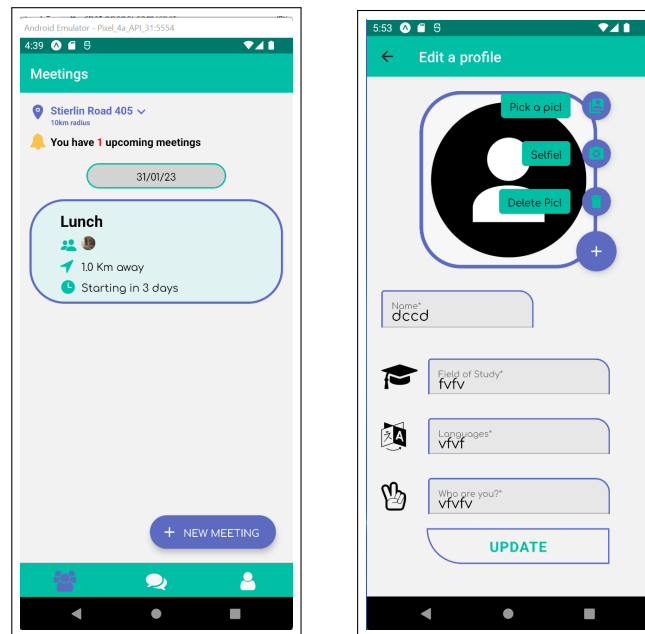 Android Emulator - Pixel_4a_API_31:5554
4:39
Meetings
Stierlin Road 405
10km radius
You have 1 upcoming meetings
31/01/23
Lunch
1.0 Km away
Starting in 3 days
+ NEW MEETING
5:53
Edit a profile
Pick a pic!
Selfie!
Delete Pic!
+
Name*
dccd
Field of Study*
fvfv
Languages*
vfvf
Who are you?*
vfvfv
UPDATE